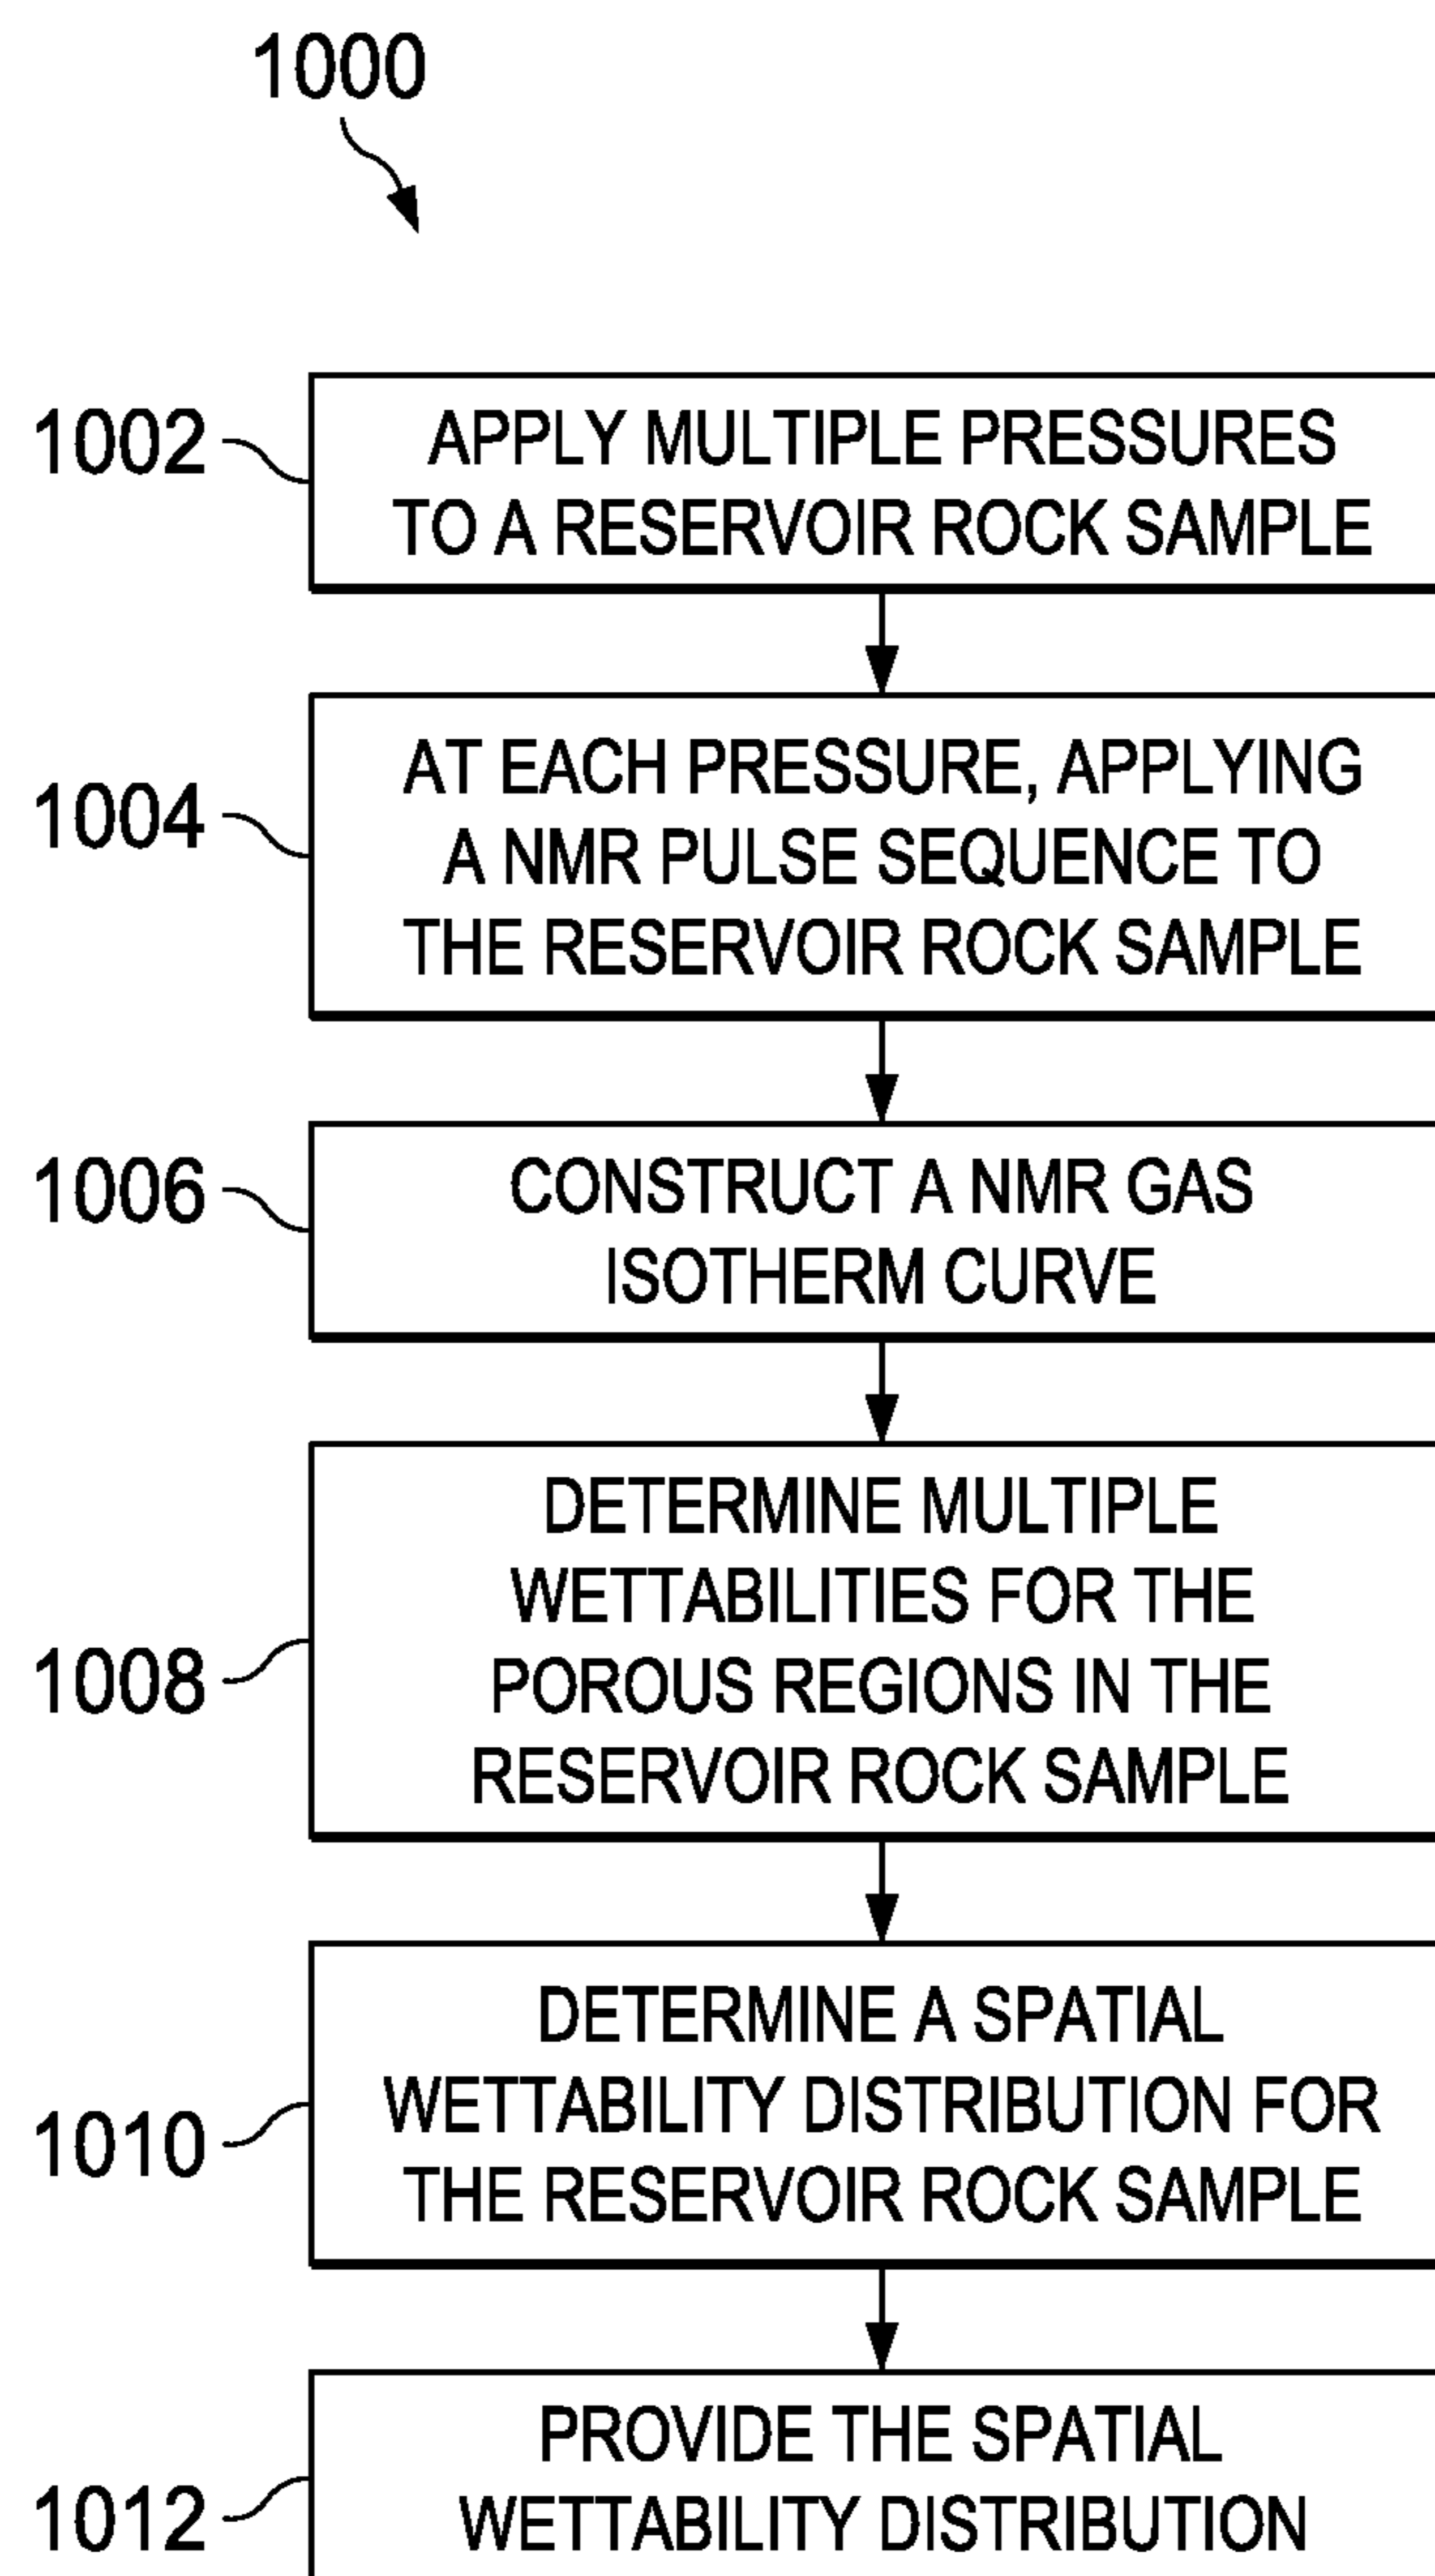 1000
1002
APPLY MULTIPLE PRESSURES
TO A RESERVOIR ROCK SAMPLE
1004
AT EACH PRESSURE, APPLYING
A NMR PULSE SEQUENCE TO
THE RESERVOIR ROCK SAMPLE
1006
CONSTRUCT A NMR GAS
ISOTHERM CURVE
1008
DETERMINE MULTIPLE
WETTABILITIES FOR THE
POROUS REGIONS IN THE
RESERVOIR ROCK SAMPLE
1010
DETERMINE A SPATIAL
WETTABILITY DISTRIBUTION FOR
THE RESERVOIR ROCK SAMPLE
1012
PROVIDE THE SPATIAL
WETTABILITY DISTRIBUTION